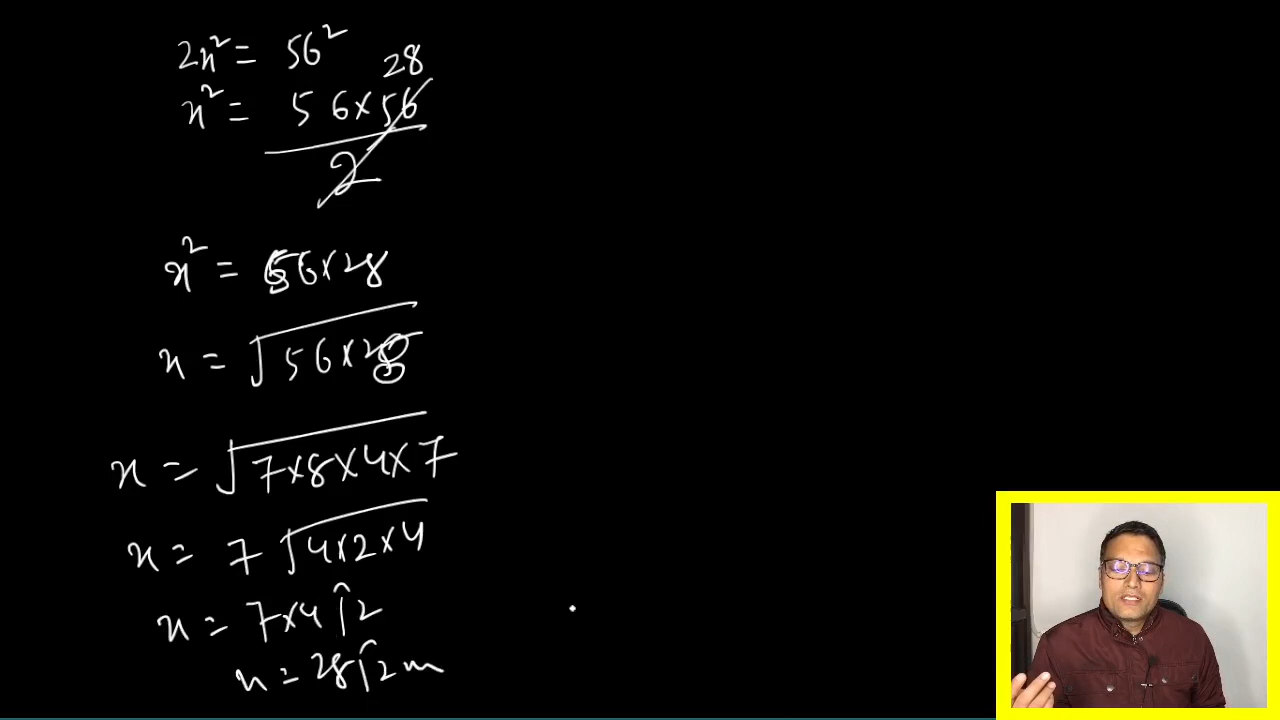 2x² = 56²
28
x² = 56×56
2
x² = 56×28
x = √56×28
x = √7×8×4×7
x = 7√4×2×4
x = 7×4√2
x = 28√2 m